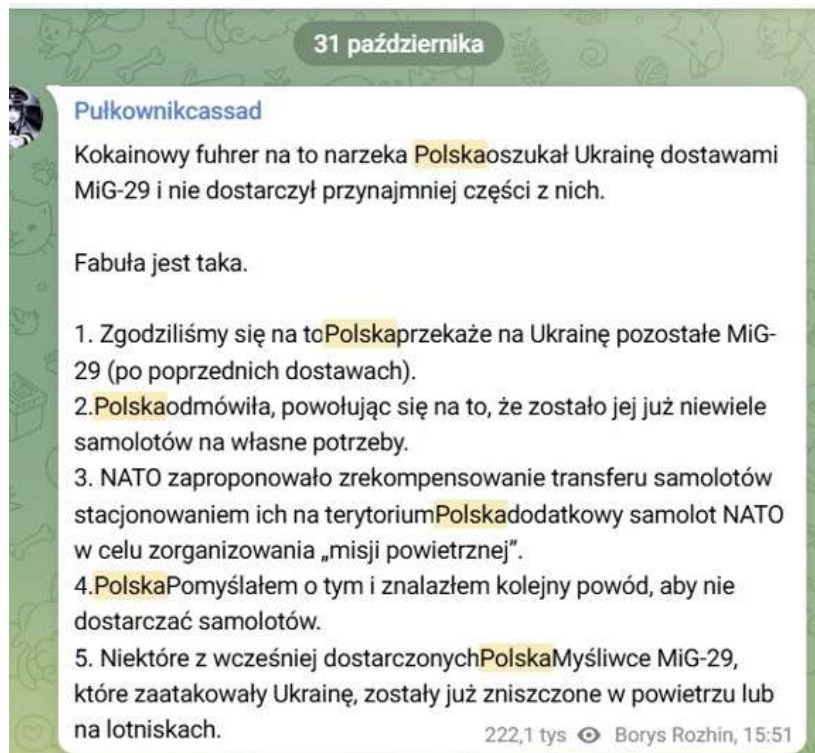 31 października
Pułkownikcassad
Kokainowy fuhrer na to narzeka Polskaoszukał Ukrainę dostawami
MiG-29 i nie dostarczył przynajmniej części z nich.
Fabuła jest taka.
1. Zgodziliśmy się na toPolskaprzekaże na Ukrainę pozostałe MiG-
29 (po poprzednich dostawach).
2.Polskaodmówiła, powołując się na to, że zostało jej już niewiele
samolotów na własne potrzeby.
3. NATO zaproponowało zrekompensowanie transferu samolotów
stacjonowaniem ich na terytoriumPolskadodatkowy samolot NATO
w celu zorganizowania „misji powietrznej”.
4.PolskaPomyślałem o tym i znalazłem kolejny powód, aby nie
dostarczać samolotów.
5. Niektóre z wcześniej dostarczonychPolskaMyśliwce MiG-29,
które zaatakowały Ukrainę, zostały już zniszczone w powietrzu lub
na lotniskach.
222,1 tys Borys Rozhin, 15:51